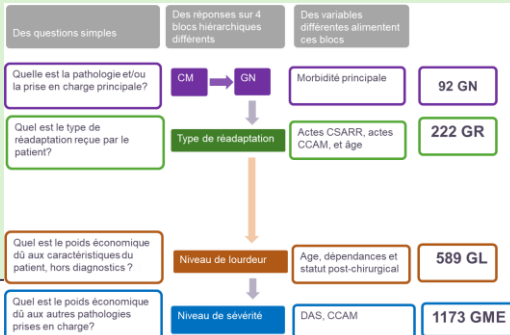 Des questions simples
Des réponses sur 4
blocs hiérarchiques
différents
Des variables
différentes alimentent
ces blocs
Quelle est la pathologie et/ou
la prise en charge principale?
CM
GN
Morbidité principale
92 GN
Quel est le type de
réadaptation reçue par le
patient?
Type de réadaptation
Actes CSARR, actes
CCAM, et âge
222 GR
Quel est le poids économique
dû aux caractéristiques du
patient, hors diagnostics ?
Niveau de lourdeur
Age, dépendances et
statut post-chirurgical
589 GL
Quel est le poids économique
dû aux autres pathologies
prises en charge?
Niveau de sévérité
DAS, CCAM
1173 GME